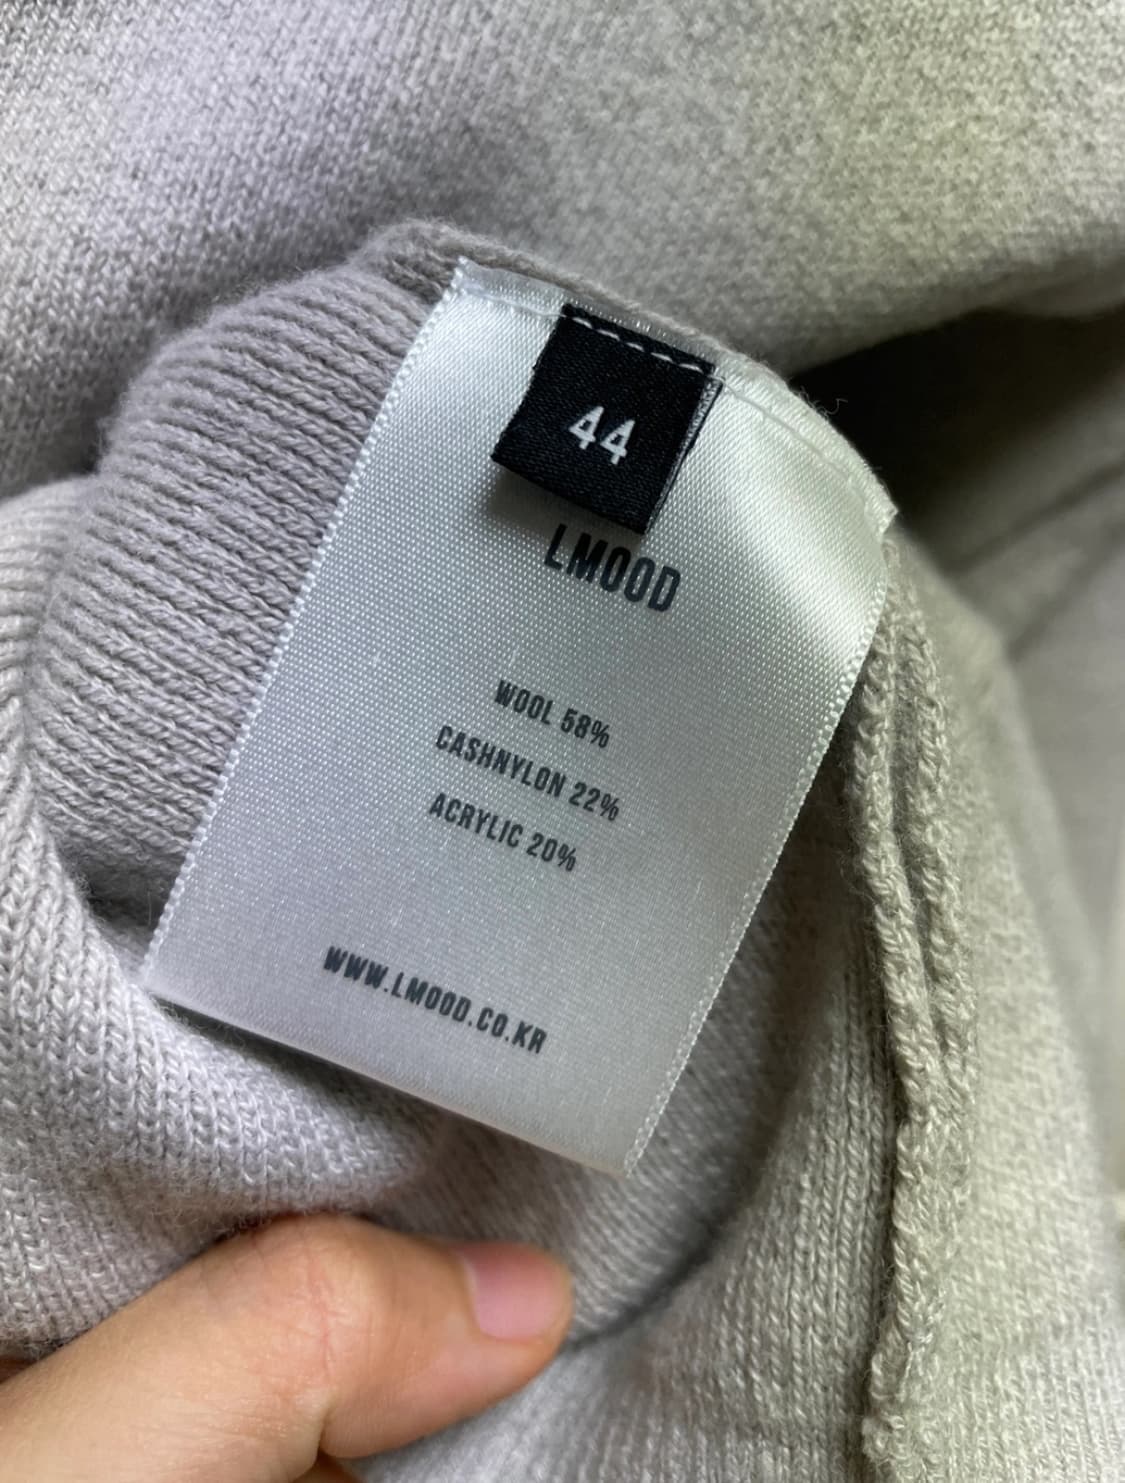 44
LMOOD
WOOL 58%
CASHNYLON 22%
ACRYLIC 20%
WWW.LMOOD.CO.KR